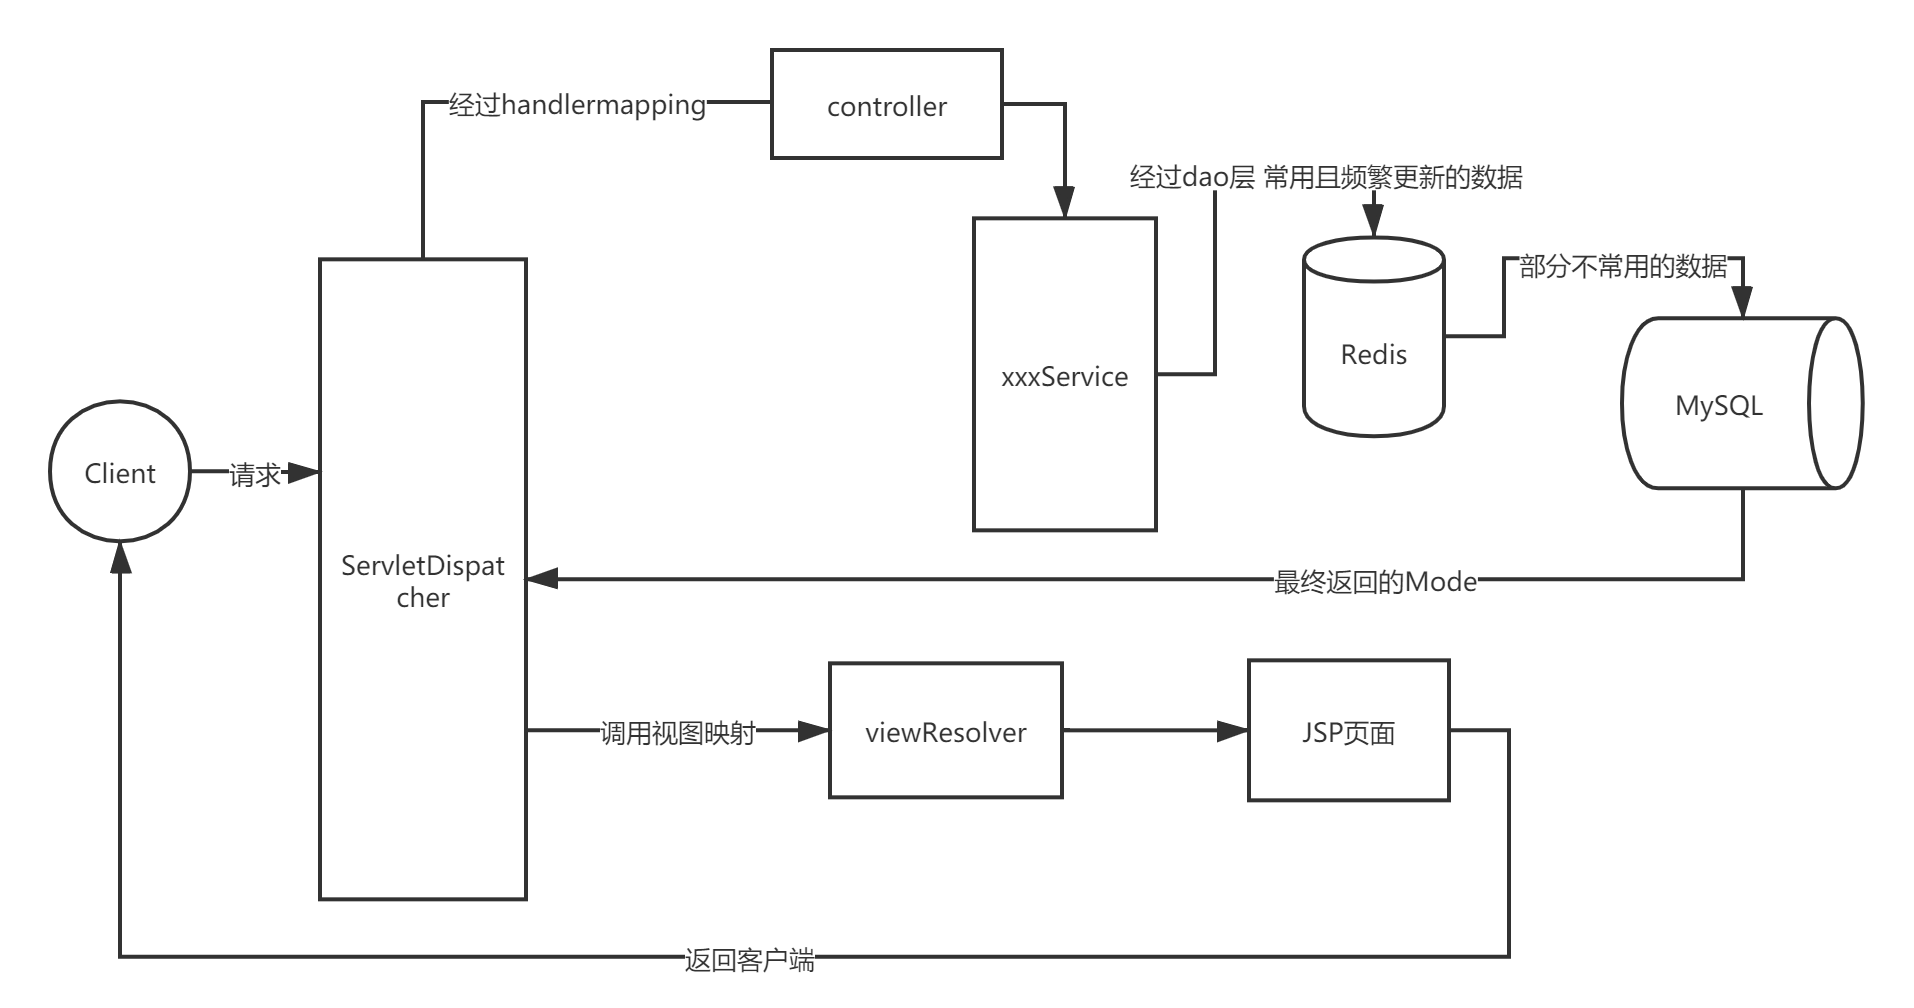 经过handlermapping
controller
经过dao层 常用且频繁更新的数据
部分不常用的数据
Redis
xxxService
MySQL
Client
请求
ServletDispat
cher
最终返回的Mode
调用视图映射
viewResolver
JSP页面
返回客户端